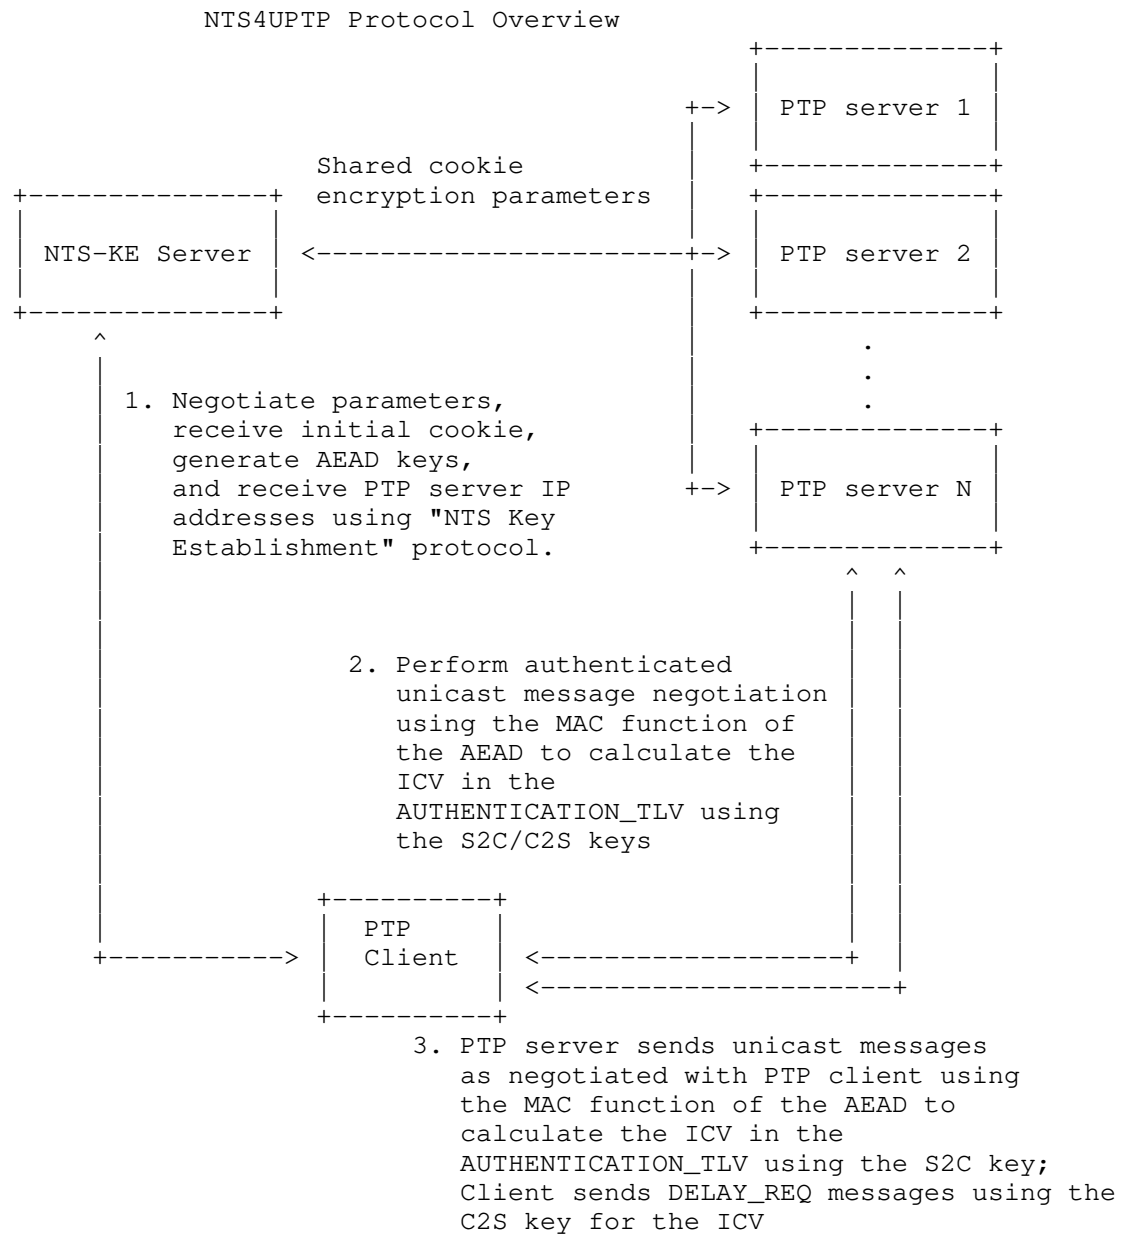 NTS4UPTP Protocol Overview
PTP server 1
Shared cookie
encryption parameters
NTS-KE Server
PTP server 2
.
.
.
1. Negotiate parameters,
receive initial cookie,
generate AEAD keys,
and receive PTP server IP
addresses using "NTS Key
Establishment" protocol.
PTP server N
2. Perform authenticated
unicast message negotiation
using the MAC function of
the AEAD to calculate the
ICV in the
AUTHENTICATION_TLV using
the S2C/C2S keys
PTP
Client
3. PTP server sends unicast messages
as negotiated with PTP client using
the MAC function of the AEAD to
calculate the ICV in the
AUTHENTICATION_TLV using the S2C key;
Client sends DELAY_REQ messages using the
C2S key for the ICV